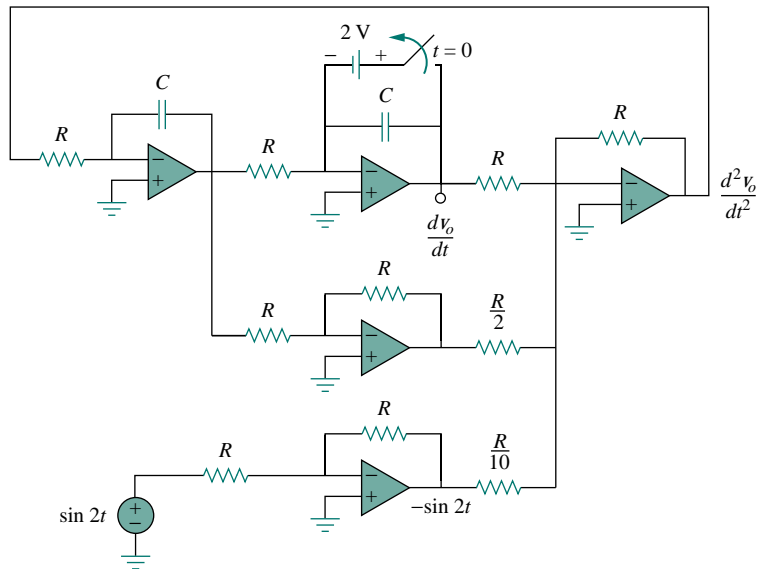 2 V
− +
t = 0
C
C
R
R
R
R
−
+
−
+
−
+
dv_o
dt
d²v_o
dt²
R
R
R
2
−
+
R
R
R
10
−
+
sin 2t
+
−
−sin 2t